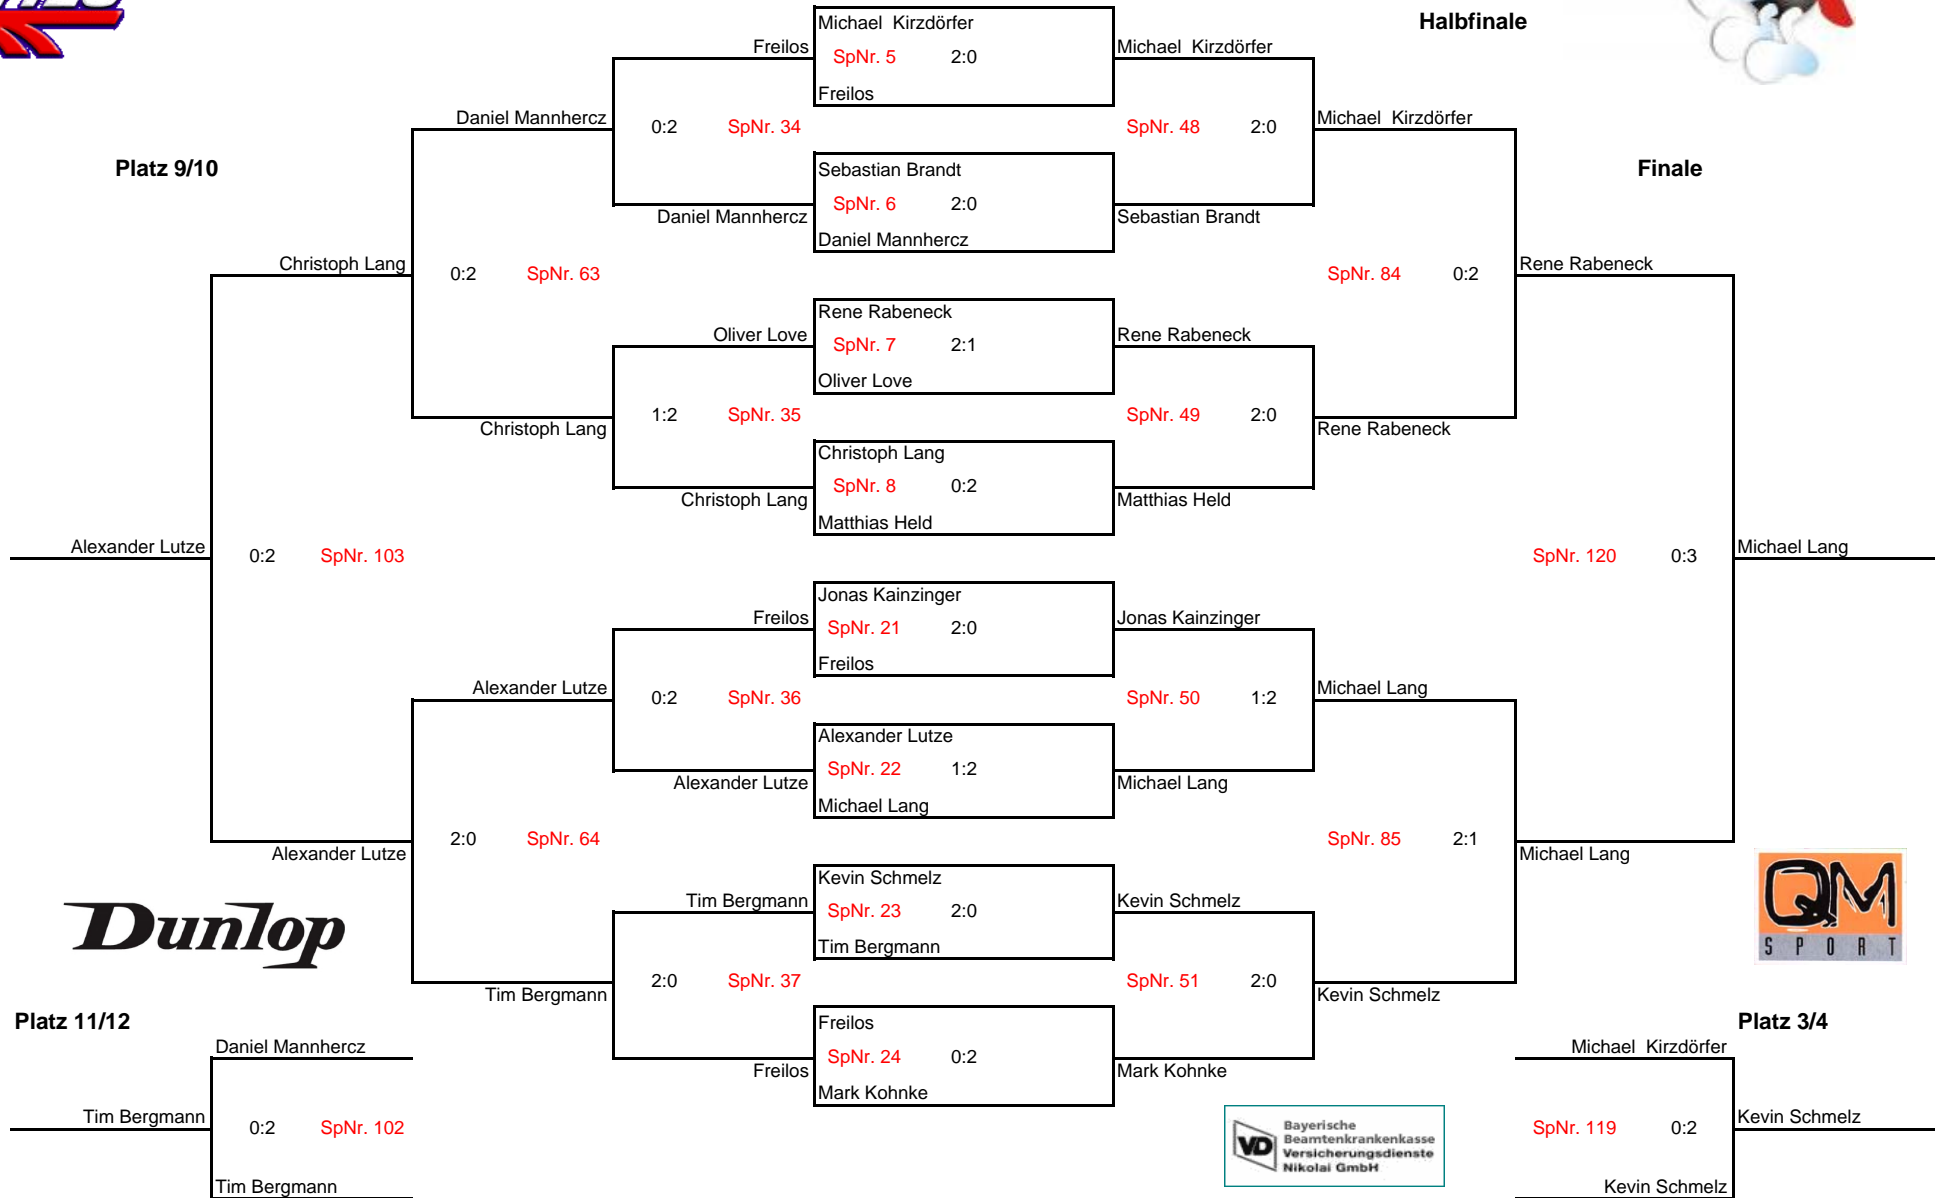 Michael Kirzdörfer
Halbfinale
Freilos
SpNr. 5 2:0
Michael Kirzdörfer
Freilos
Daniel Mannhercz
0:2 SpNr. 34
SpNr. 48 2:0
Michael Kirzdörfer
Platz 9/10
Sebastian Brandt
Finale
SpNr. 6 2:0
Daniel Mannhercz
Sebastian Brandt
Daniel Mannhercz
Christoph Lang
0:2 SpNr. 63
SpNr. 84 0:2
Rene Rabeneck
Rene Rabeneck
Oliver Love
SpNr. 7 2:1
Rene Rabeneck
Oliver Love
Christoph Lang
1:2 SpNr. 35
SpNr. 49 2:0
Rene Rabeneck
Christoph Lang
SpNr. 8 0:2
Christoph Lang
Matthias Held
Matthias Held
Alexander Lutze
0:2 SpNr. 103
SpNr. 120 0:3
Michael Lang
Jonas Kainzinger
Freilos
SpNr. 21 2:0
Jonas Kainzinger
Freilos
Alexander Lutze
0:2 SpNr. 36
SpNr. 50 1:2
Michael Lang
Alexander Lutze
SpNr. 22 1:2
Alexander Lutze
Michael Lang
Michael Lang
Alexander Lutze
2:0 SpNr. 64
SpNr. 85 2:1
Michael Lang
Kevin Schmelz
Tim Bergmann
SpNr. 23 2:0
Kevin Schmelz
Tim Bergmann
Dunlop
QM
SPORT
Tim Bergmann
2:0 SpNr. 37
SpNr. 51 2:0
Kevin Schmelz
Platz 11/12
Freilos
Platz 3/4
Daniel Mannhercz
SpNr. 24 0:2
Michael Kirzdörfer
Freilos
Mark Kohnke
Mark Kohnke
Tim Bergmann
0:2 SpNr. 102
VD
Bayerische
Beamtenkrankenkasse
Versicherungsdienste
Nikolai GmbH
SpNr. 119 0:2
Kevin Schmelz
Tim Bergmann
Kevin Schmelz